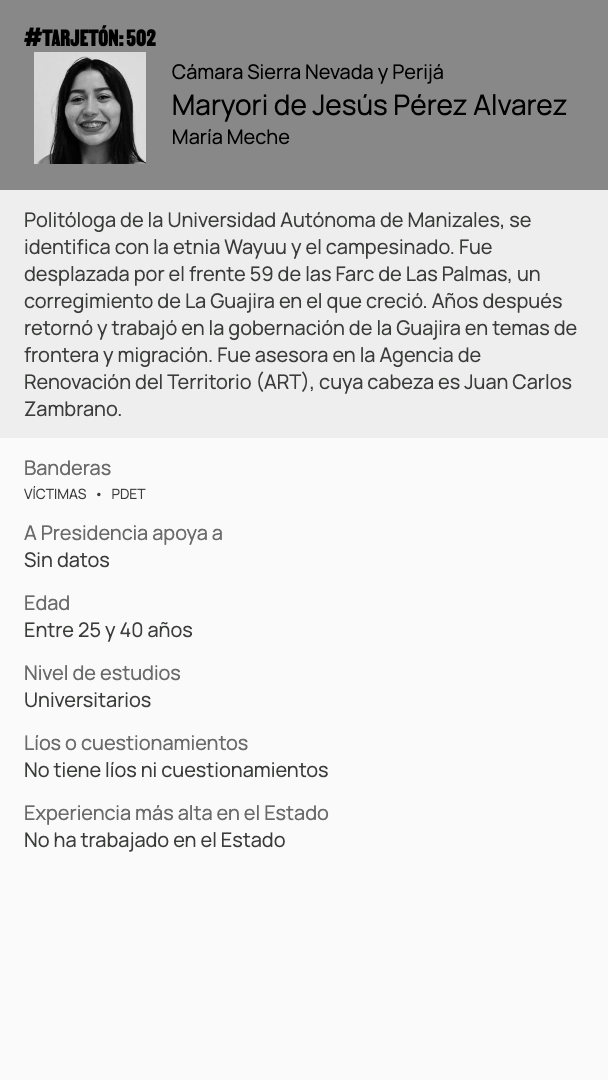 #TARJETÓN: 502
Cámara Sierra Nevada y Perijá
Maryori de Jesús Pérez Alvarez
María Meche
Politóloga de la Universidad Autónoma de Manizales, se
identifica con la etnia Wayuu y el campesinado. Fue
desplazada por el frente 59 de las Farc de Las Palmas, un
corregimiento de La Guajira en el que creció. Años después
retornó y trabajó en la gobernación de la Guajira en temas de
frontera y migración. Fue asesora en la Agencia de
Renovación del Territorio (ART), cuya cabeza es Juan Carlos
Zambrano.
Banderas
VÍCTIMAS • PDET
A Presidencia apoya a
Sin datos
Edad
Entre 25 y 40 años
Nivel de estudios
Universitarios
Líos o cuestionamientos
No tiene líos ni cuestionamientos
Experiencia más alta en el Estado
No ha trabajado en el Estado